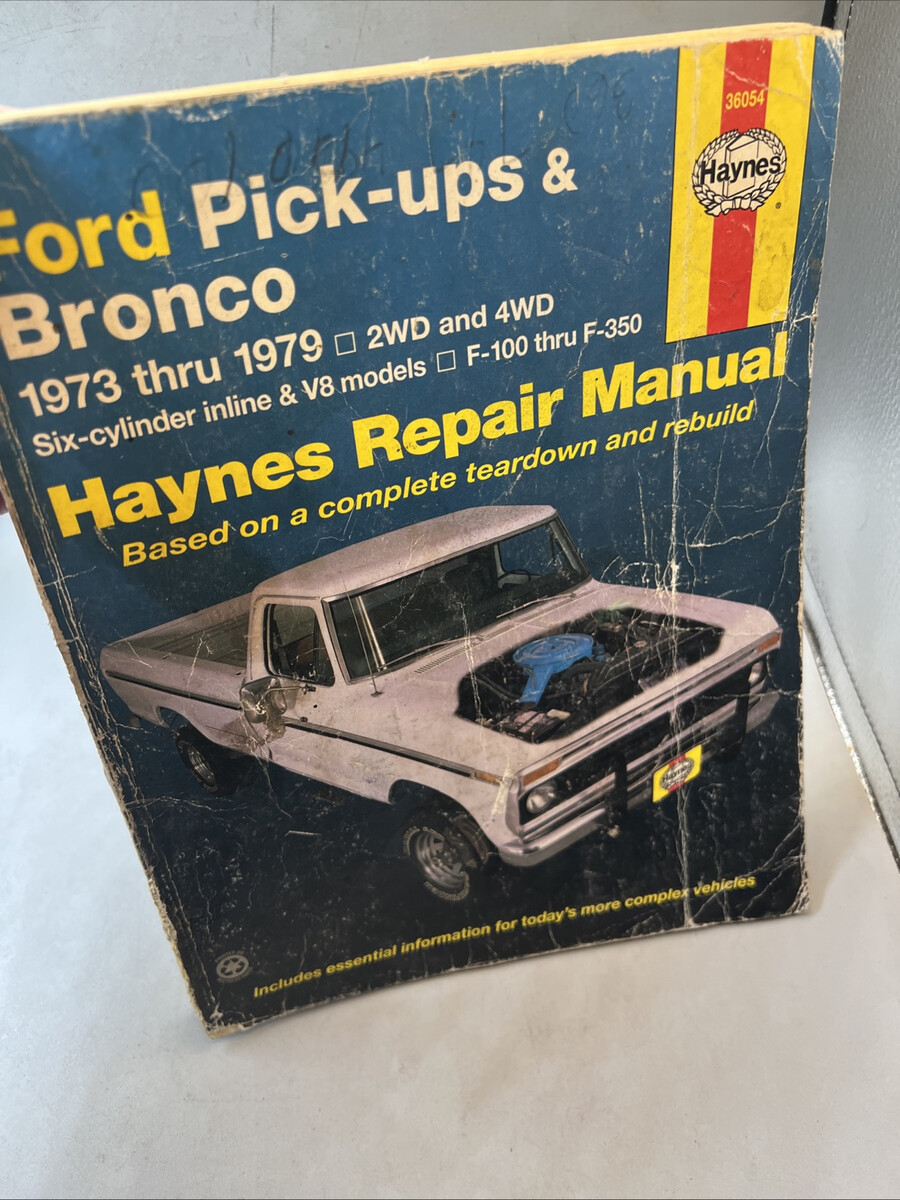 36054
Haynes
®
Ford Pick-ups &
Bronco
1973 thru 1979 □ 2WD and 4WD
Six-cylinder inline & V8 models □ F-100 thru F-350
Haynes Repair Manual
Based on a complete teardown and rebuild
Haynes
Includes essential information for today's more complex vehicles